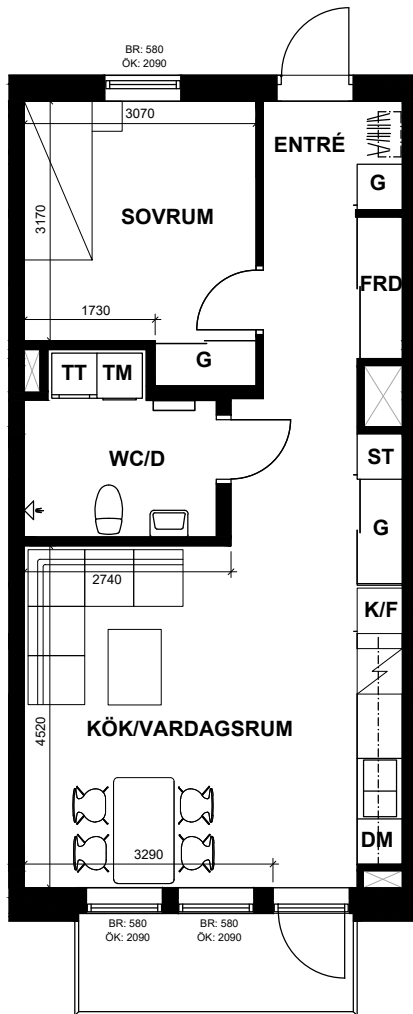 BR: 580
ÖK: 2090
3070
ENTRÉ
G
3170
SOVRUM
FRD
1730
G
TT
TM
ST
WC/D
G
2740
K/F
4520
KÖK/VARDAGSRUM
DM
3290
BR: 580
ÖK: 2090
BR: 580
ÖK: 2090